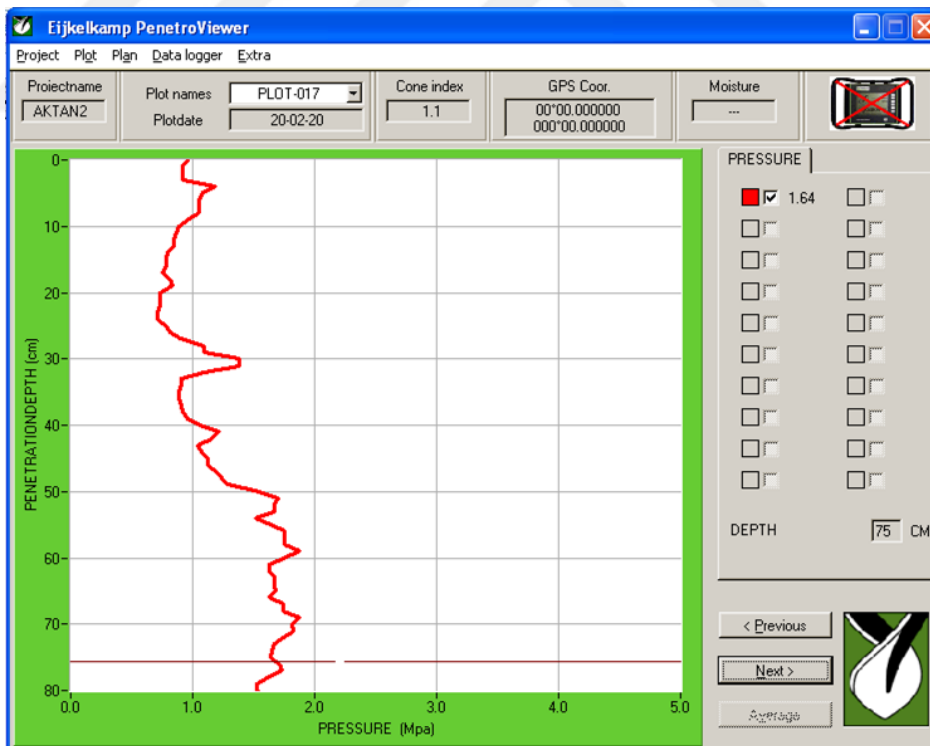 Eijkelkamp PenetroViewer
Project Plot Plan Data logger Extra
Projectname
AKTAN2
Plot names PLOT-017
Plotdate 20-02-20
Cone index
1.1
GPS Coor.
00°00.000000
000°00.000000
Moisture
---
PRESSURE
1.64
DEPTH 75 CM
< Previous
Next >
Average
PENETRATIONDEPTH (cm)
0
10
20
30
40
50
60
70
80
0.0 1.0 2.0 3.0 4.0 5.0
PRESSURE (Mpa)